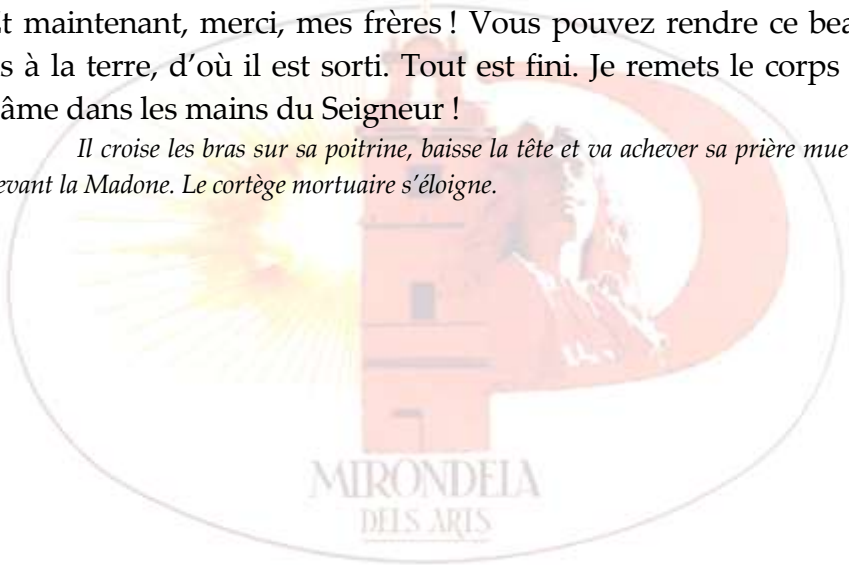 t maintenant, merci, mes frères ! Vous pouvez rendre ce bea
s à la terre, d’où il est sorti. Tout est fini. Je remets le corps
âme dans les mains du Seigneur !
Il croise les bras sur sa poitrine, baisse la tête et va achever sa prière mue
evant la Madone. Le cortège mortuaire s’éloigne.
MIRONDELA
DELS ARTS